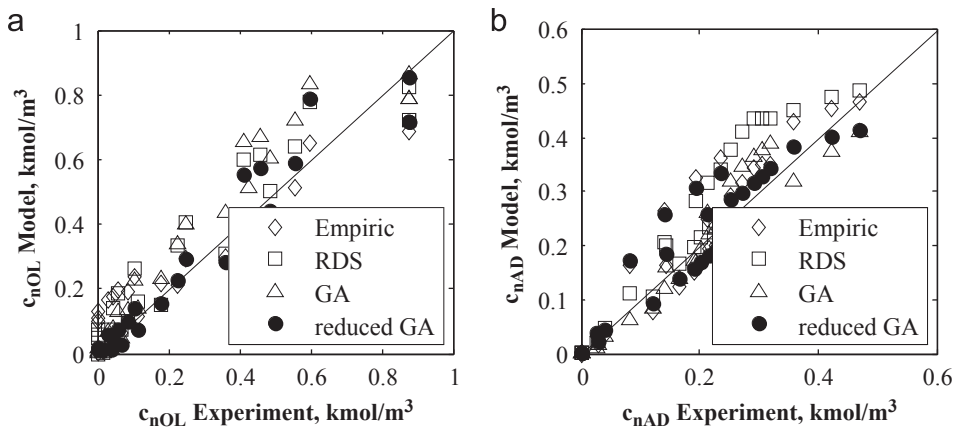 a
1
0.8
0.6
0.4
0.2
0
c_nOL Model, kmol/m³
Empiric
RDS
GA
reduced GA
0 0.2 0.4 0.6 0.8 1
c_nOL Experiment, kmol/m³
b
0.6
0.5
0.4
0.3
0.2
0.1
0
c_nAD Model, kmol/m³
Empiric
RDS
GA
reduced GA
0 0.2 0.4 0.6
c_nAD Experiment, kmol/m³